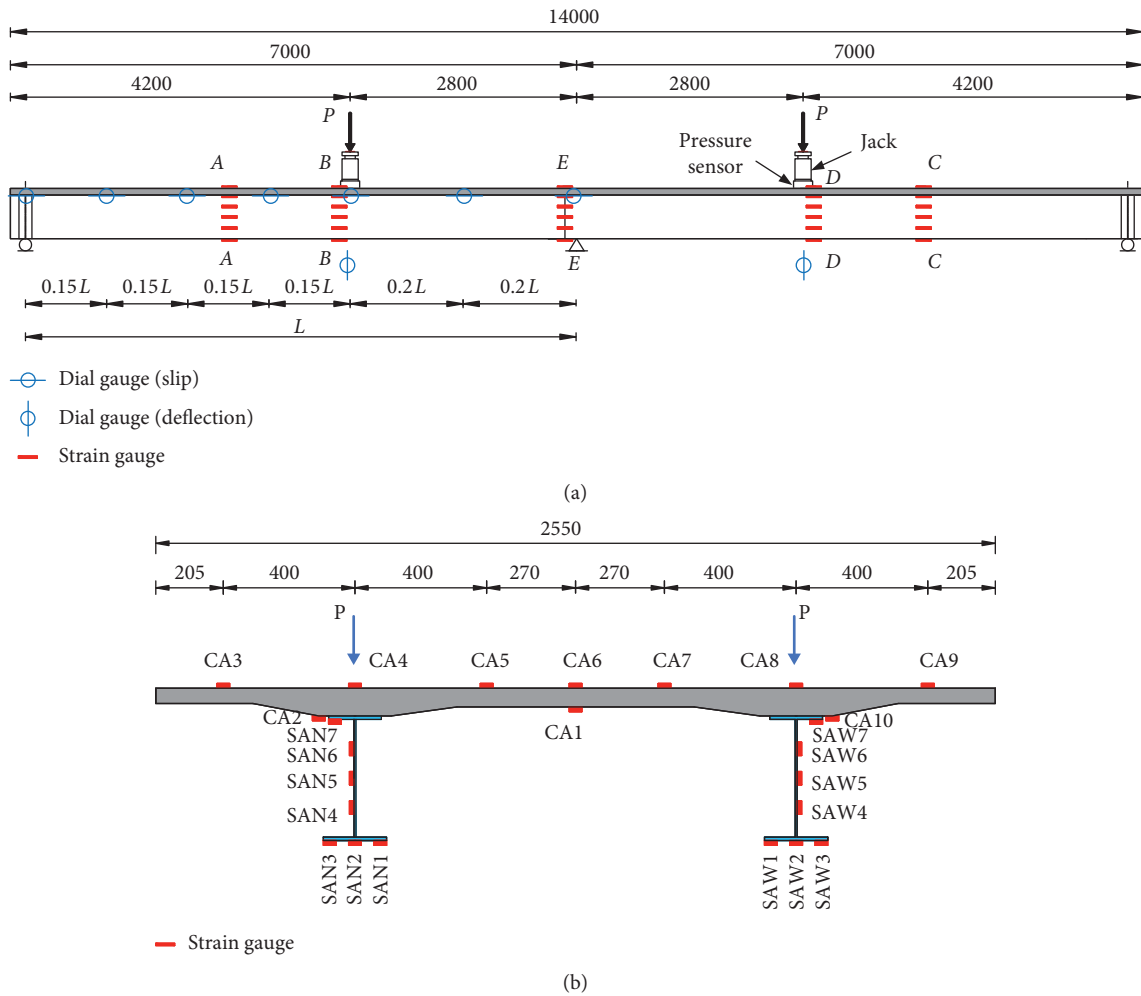 14000
7000 7000
4200 2800 2800 4200
P P
Pressure sensor
Jack
A B E D C
A B E D C
0.15L 0.15L 0.15L 0.15L 0.2L 0.2L
L
Dial gauge (slip)
Dial gauge (deflection)
Strain gauge
(a)
2550
205 400 400 270 270 400 400 205
P P
CA3 CA4 CA5 CA6 CA7 CA8 CA9
CA2 CA1 CA10
SAN7 SAW7
SAN6 SAW6
SAN5 SAW5
SAN4 SAW4
SAN3 SAN2 SAN1 SAW1 SAW2 SAW3
Strain gauge
(b)